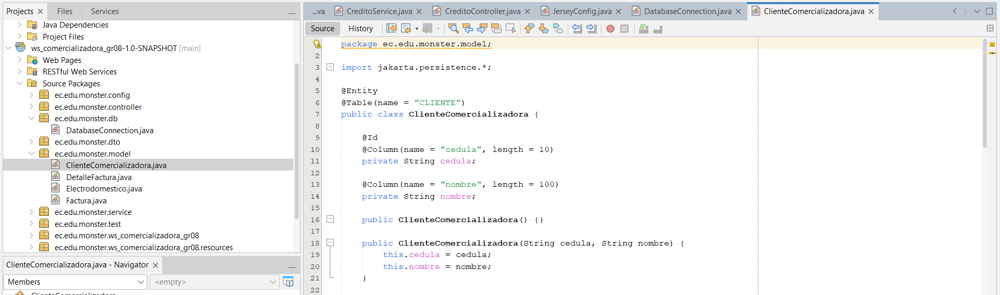 Projects
Files
Services
Java Dependencies
Project Files
ws_comercializadora_gr08-1.0-SNAPSHOT [main]
Web Pages
RESTful Web Services
Source Packages
ec.edu.monster.config
ec.edu.monster.controller
ec.edu.monster.db
DatabaseConnection.java
ec.edu.monster.dto
ec.edu.monster.model
ClienteComercializadora.java
DetalleFactura.java
Electrodomestico.java
Factura.java
ec.edu.monster.service
ec.edu.monster.test
ec.edu.monster.ws_comercializadora_gr08
ec.edu.monster.ws_comercializadora_gr08.resources
ClienteComercializadora.java - Navigator
Members
<empty>
ClienteComercializadora
...va
CreditoService.java
CreditoController.java
JerseyConfig.java
DatabaseConnection.java
ClienteComercializadora.java
Source
History
package ec.edu.monster.model;
2
3 import jakarta.persistence.*;
4
5 @Entity
6 @Table(name = "CLIENTE")
7 public class ClienteComercializadora {
8
9 @Id
10 @Column(name = "cedula", length = 10)
11 private String cedula;
12
13 @Column(name = "nombre", length = 100)
14 private String nombre;
15
16 public ClienteComercializadora() {}
17
18 public ClienteComercializadora(String cedula, String nombre) {
19 this.cedula = cedula;
20 this.nombre = nombre;
21 }
22